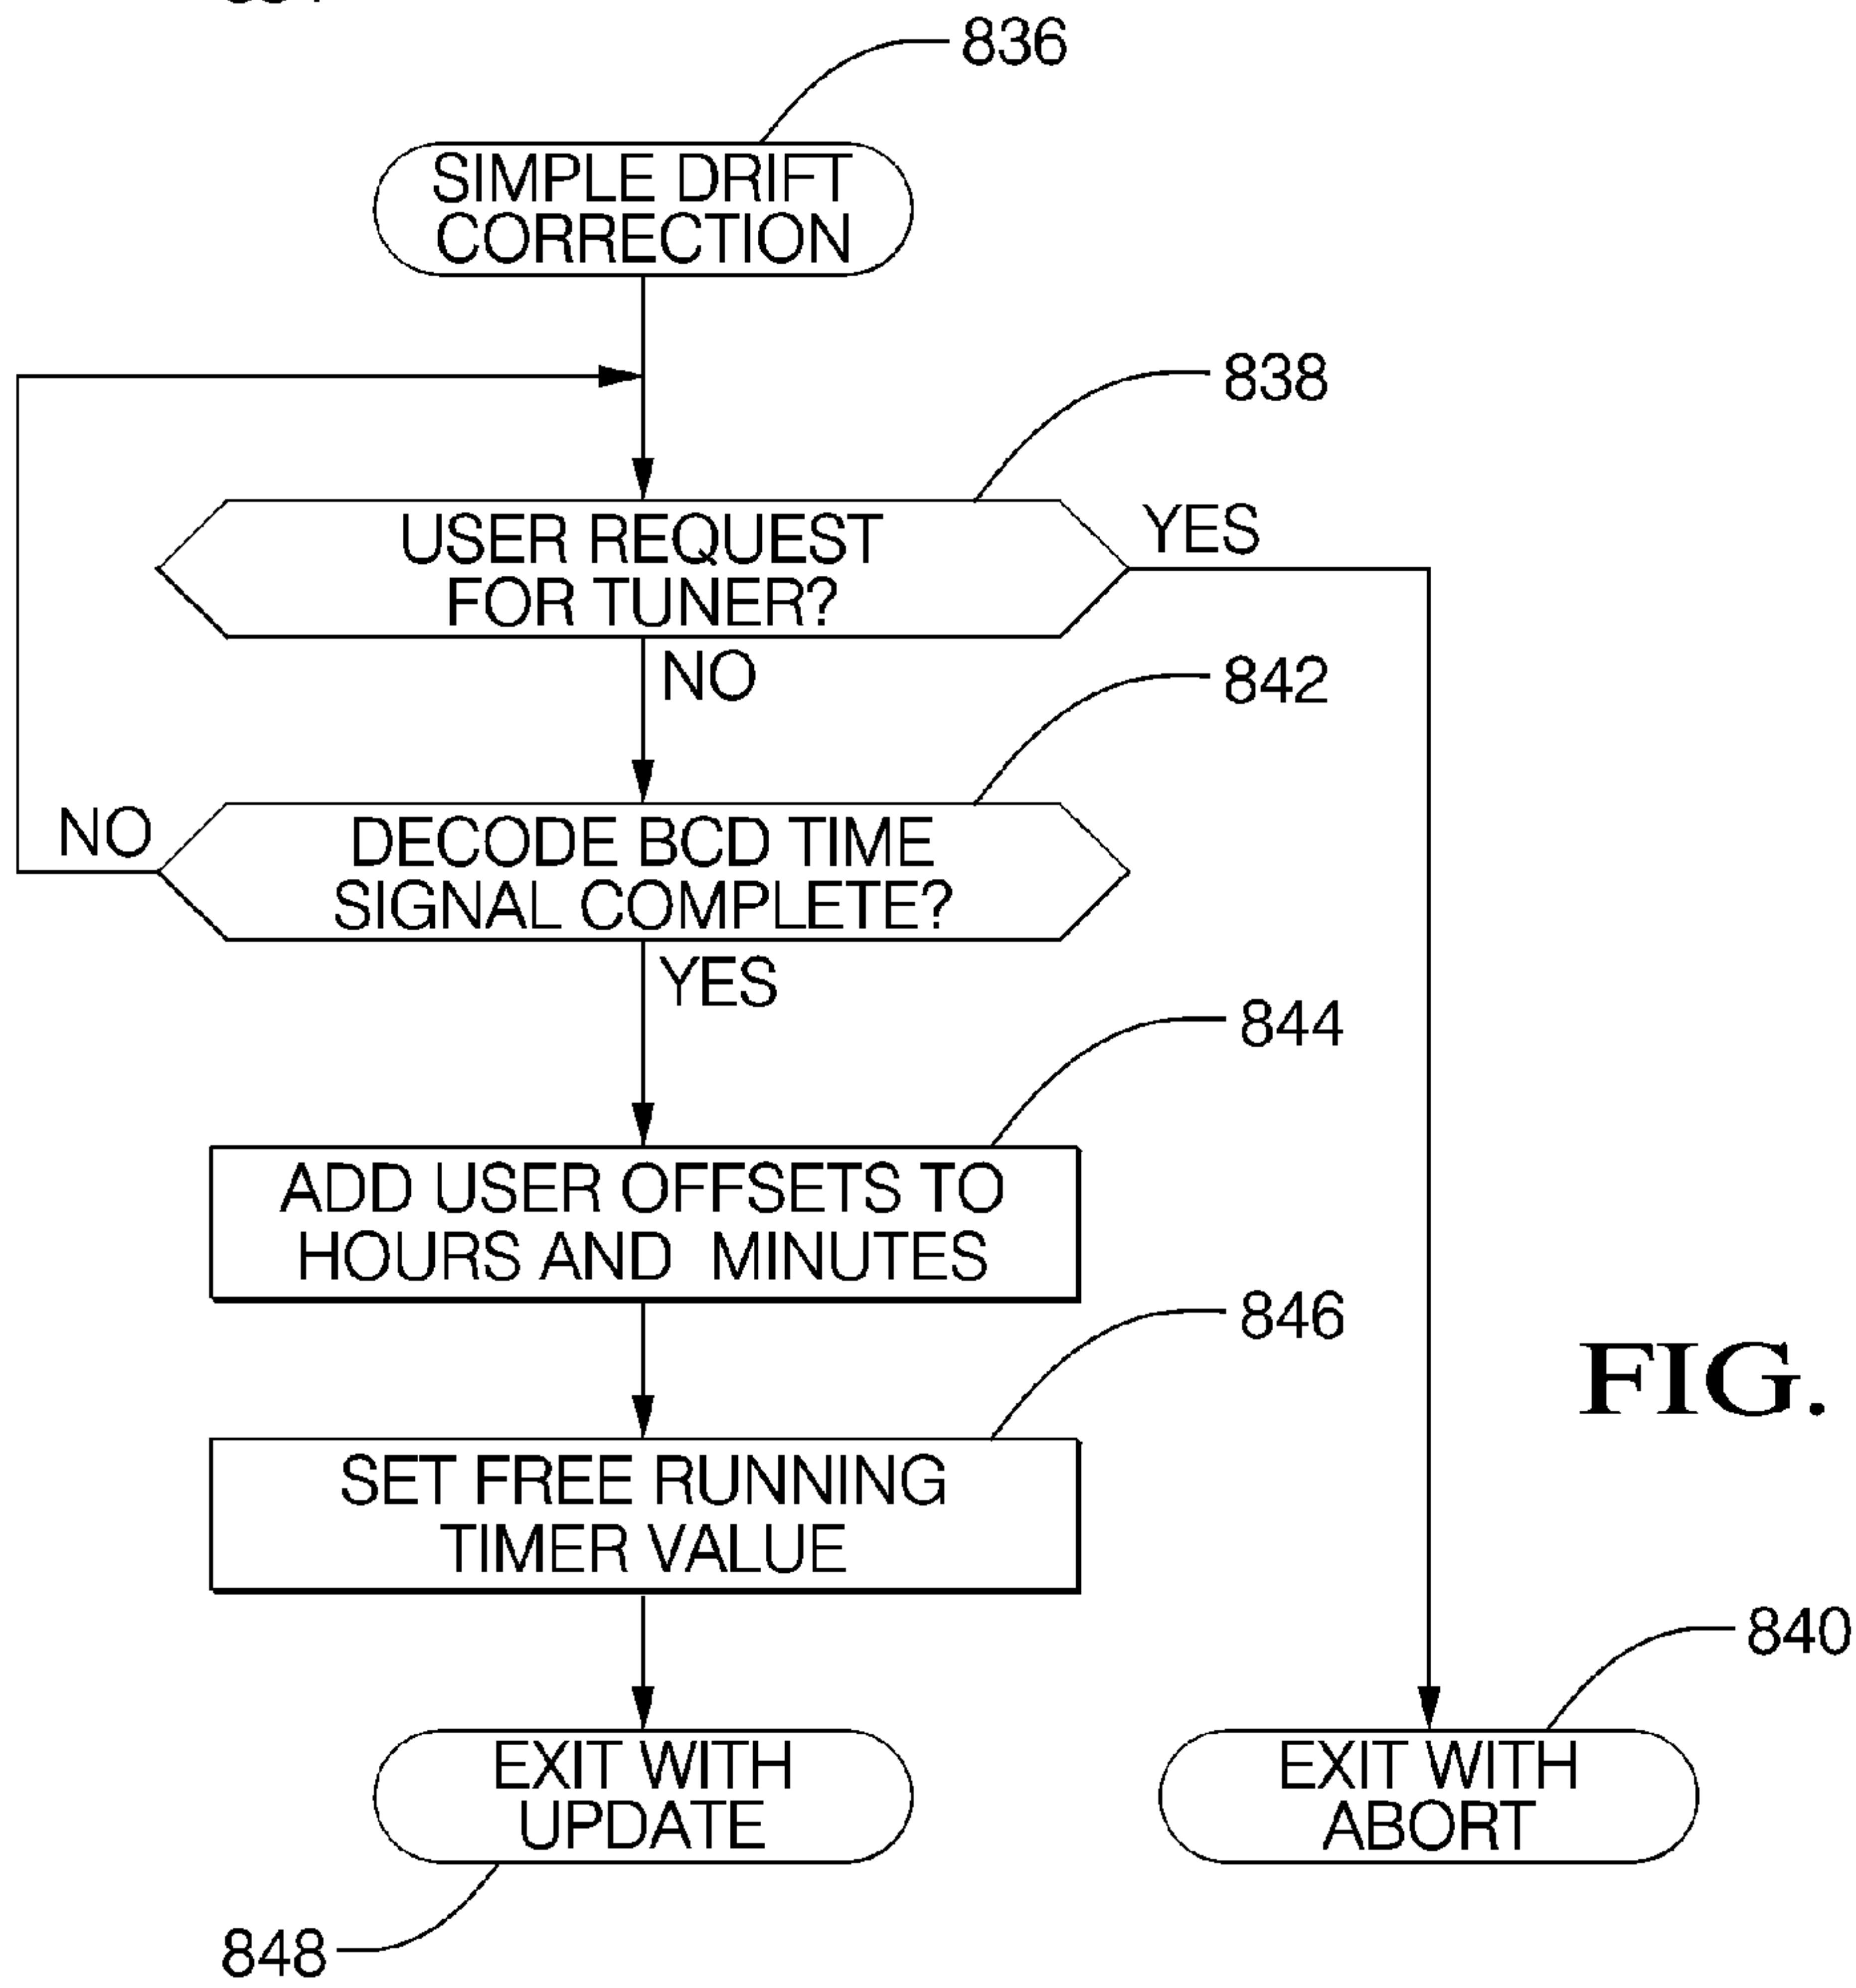 836
SIMPLE DRIFT
CORRECTION
838
USER REQUEST
FOR TUNER?
YES
NO
842
DECODE BCD TIME
SIGNAL COMPLETE?
NO
YES
844
ADD USER OFFSETS TO
HOURS AND MINUTES
846
SET FREE RUNNING
TIMER VALUE
FIG.
840
EXIT WITH
UPDATE
EXIT WITH
ABORT
848